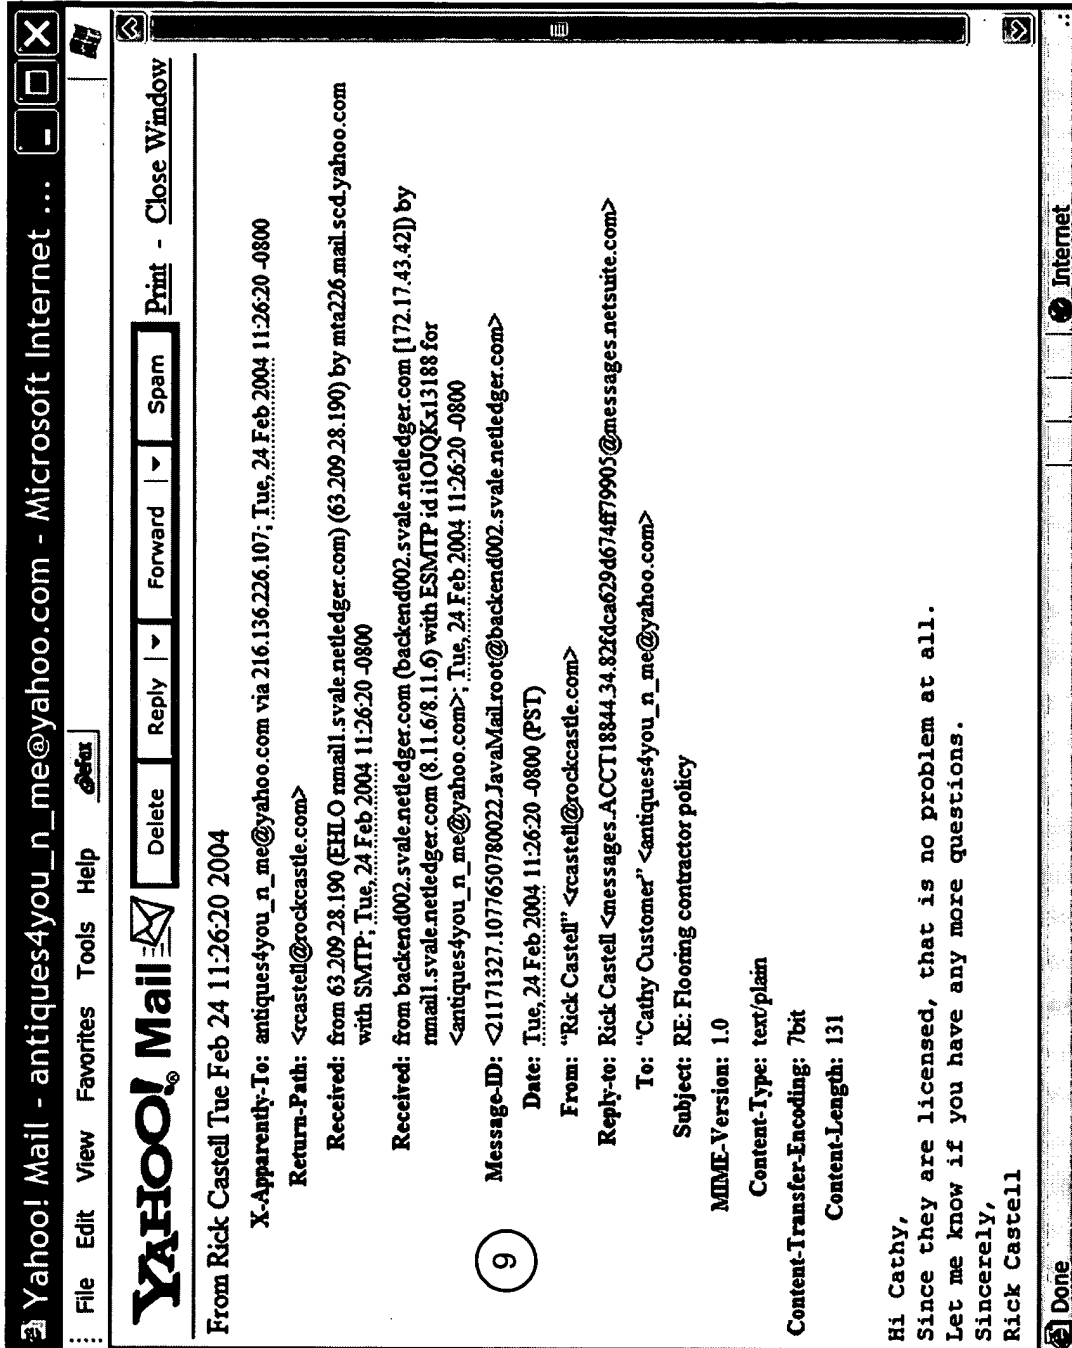 Yahoo! Mail - antiques4you_n_me@yahoo.com - Microsoft Internet ...
File Edit View Favorites Tools Help eFax
YAHOO! Mail Delete Reply Forward Spam Print - Close Window
From Rick Castell Tue Feb 24 11:26:20 2004
X-Apparently-To: antiques4you_n_me@yahoo.com via 216.136.226.107; Tue, 24 Feb 2004 11:26:20 -0800
Return-Path: <rcastell@rockcastle.com>
Received: from 63.209.28.190 (EHLO rmail1.svale.netledger.com) (63.209.28.190) by mta226.mail.scd.yahoo.com
with SMTP; Tue, 24 Feb 2004 11:26:20 -0800
Received: from backend002.svale.netledger.com (backend002.svale.netledger.com [172.17.43.42]) by
rmail1.svale.netledger.com (8.11.6/8.11.6) with ESMTP id i1OJQKx13188 for
<antiques4you_n_me@yahoo.com>; Tue, 24 Feb 2004 11:26:20 -0800
9
Message-ID: <21171327.1077650780022.JavaMail.root@backend002.svale.netledger.com>
Date: Tue, 24 Feb 2004 11:26:20 -0800 (PST)
From: "Rick Castell" <rcastell@rockcastle.com>
Reply-to: Rick Castell <messages.ACCT18844.34.82fdca629d674ff79905@messages.netsuite.com>
To: "Cathy Customer" <antiques4you_n_me@yahoo.com>
Subject: RE: Flooring contractor policy
MIME-Version: 1.0
Content-Type: text/plain
Content-Transfer-Encoding: 7bit
Content-Length: 131
Hi Cathy,
Since they are licensed, that is no problem at all.
Let me know if you have any more questions.
Sincerely,
Rick Castell
Done Internet